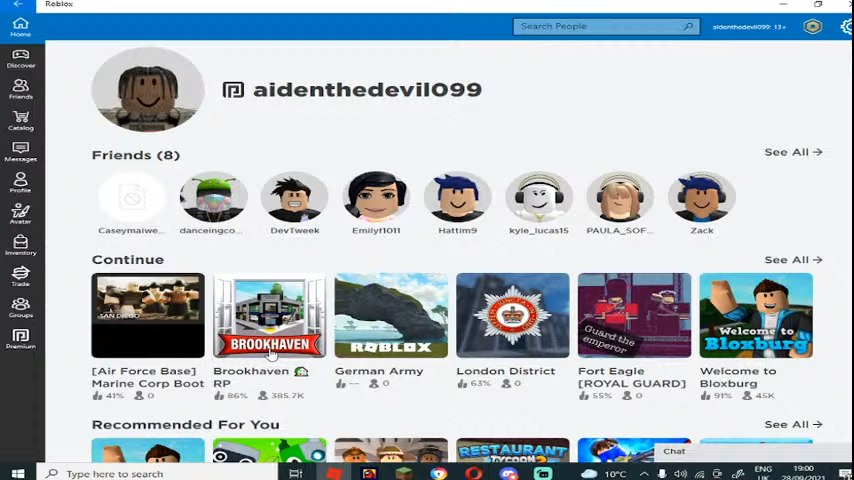 Roblox
Home
Search People
aidenthedevil099: 13+
Discover
Friends
Catalog
Messages
Profile
Avatar
Inventory
Trade
Groups
Premium
aidenthedevil099
Friends (8)
See All →
Caseymaiwe...
danceingco...
DevTweek
Emilyf1011
Hattim9
kyle_lucas15
PAULA_SOF...
Zack
Continue
See All →
SAN DIEGO
BROOKHAVEN
ROBLOX
Guard the
emperor
Welcome to
Bloxburg
[Air Force Base]
Marine Corp Boot
41% 0
Brookhaven 🏡
RP
86% 385.7K
German Army
-- 0
London District
63% 0
Fort Eagle
[ROYAL GUARD]
55% 0
Welcome to
Bloxburg
91% 45K
Recommended For You
See All →
RESTAURANT
Chat
Type here to search
10°C
ENG
UK
19:00
28/09/2021